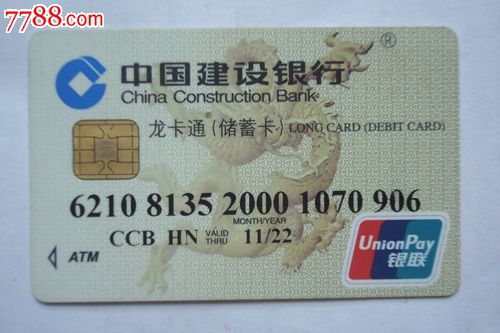 7788.com
®
中国建设银行
China Construction Bank
龙卡通®(储蓄卡) LONG CARD (DEBIT CARD)
6210 8135 2000 1070 906
MONTH/YEAR
CCB HN VALID THRU 11/22
ATM
UnionPay
银联